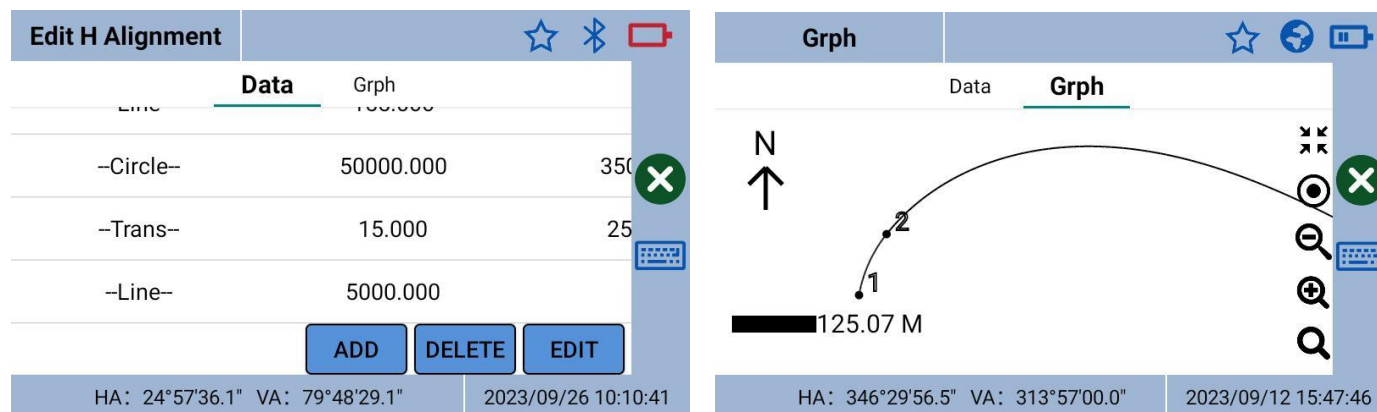 Edit H Alignment
Data Grph
--Circle-- 50000.000 350
--Trans-- 15.000 25
--Line-- 5000.000
ADD DELETE EDIT
HA: 24°57'36.1" VA: 79°48'29.1" 2023/09/26 10:10:41
Grph
Data Grph
N
2
1
125.07 M
HA: 346°29'56.5" VA: 313°57'00.0" 2023/09/12 15:47:46